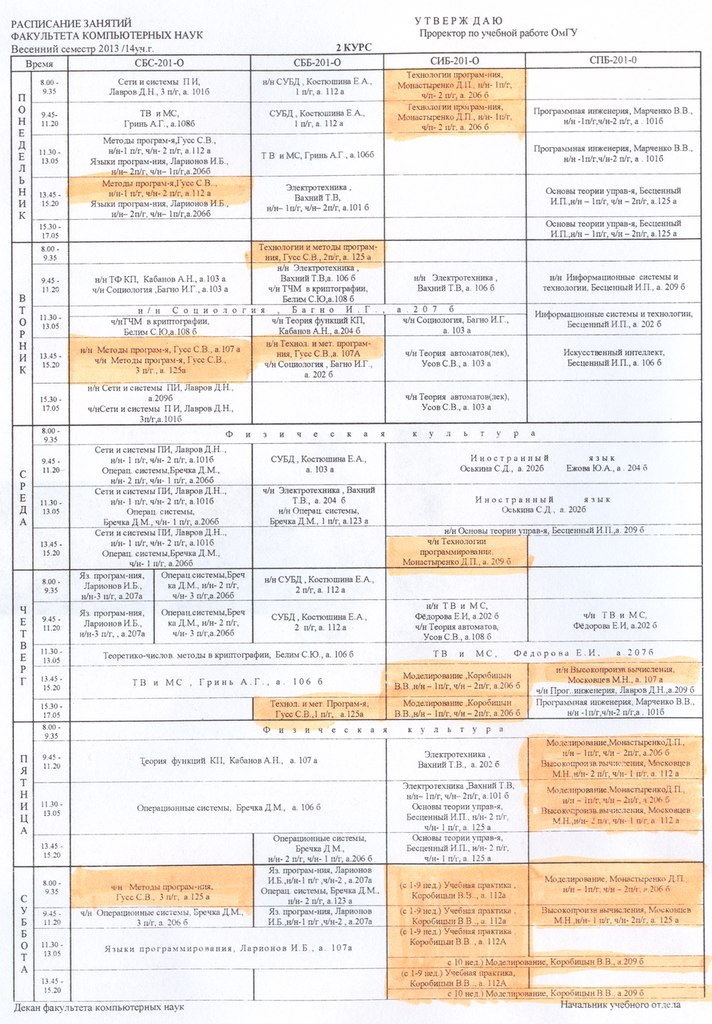 РАСПИСАНИЕ ЗАНЯТИЙ
УТВЕРЖДАЮ
ФАКУЛЬТЕТА КОМПЬЮТЕРНЫХ НАУК
Проректор по учебной работе ОмГУ
Весенний семестр 2013 /14уч.г.
2 КУРС
Время СБС-201-О СББ-201-О СИБ-201-О СПБ-201-0
ПОНЕДЕЛЬНИК
8.00 - 9.35
Сети и системы П И,
Лавров Д.Н., 3 п/г, а. 101б
н/н СУБД , Костюшина Е.А.,
1 п/г, а. 112 а
Технологии програм-ния,
Монастыренко Д.П., н/н- 1п/г,
ч/н- 2 п/г, а. 206 б
9.45- 11.20
ТВ и МС,
Гринь А.Г., а.108б
СУБД , Костюшина Е.А.,
1 п/г, а. 112 а
Технологии програм-ния,
Монастыренко Д.П., н/н- 1п/г,
ч/н- 2 п/г, а. 206 б
Программная инженерия, Марченко В.В.,
н/н -1п/г,ч/н-2 п/г, а . 101б
11.30 - 13.05
Методы програм-я,Гусс С.В.,
н/н-1 п/г, ч/н- 2 п/г, а.112 а
Языки програм-ния, Ларионов И.Б.,
н/н– 2п/г, ч/н– 1п/г,а.206б
Т В и МС, Гринь А.Г., а.106б
Программная инженерия, Марченко В.В.,
н/н -1п/г,ч/н-2 п/г, а . 101б
13.45 - 15.20
Методы програм-я,Гусс С.В.,
н/н-1 п/г, ч/н- 2 п/г, а.112 а
Языки програм-ния, Ларионов И.Б.,
н/н– 2п/г, ч/н– 1п/г,а.206б
Электротехника ,
Вахний Т.В,
н/н– 1п/г, ч/н– 2п/г, а.101 б
Основы теории управ-я, Бесценный
И.П.,н/н – 1п/г, ч/н – 2п/г, а.125 а
15.30 - 17.05
Основы теории управ-я, Бесценный
И.П.,н/н – 1п/г, ч/н – 2п/г, а.125 а
ВТОРНИК
8.00 - 9.35
Технологии и методы програм-
ния, Гусс С.В., 2п/г, а. 125 а
9.45 - 11.20
н/н ТФ КП, Кабанов А.Н., а.103 а
ч/н Социология ,Багно И.Г., а.103 а
н/н Электротехника ,
Вахний Т.В, а. 106 б
ч/н ТЧМ в криптографии,
Белим С.Ю,а.108 б
н/н Электротехника ,
Вахний Т.В, а. 106 б
н/н Информационные системы и
технологии, Бесценный И.П., а. 209 б
11.30 - 13.05
н/н Социология, Багно И.Г., а.207 б
ч/нТЧМ в криптографии,
Белим С.Ю,а.108 б
ч/н Теория функций КП,
Кабанов А.Н., а.204 б
ч/н Социология, Багно И.Г.,
а. 103 а
Информационные системы и технологии,
Бесценный И.П., а. 202 б
13.45 - 15.20
н/н Методы програм-я, Гусс С.В., а.107 а
ч/н Методы програм-я, Гусс С.В.,
3 п/г , а. 125а
н/н Технол. и мет. програм-
ния, Гусс С.В.,а. 107А
ч/н Социология , Багно И.Г.,
а. 202 б
ч/н Теория автоматов(лек),
Усов С.В., а. 103 а
Искусственный интеллект,
Бесценный И.П., а. 106 б
15.30 - 17.05
н/н Сети и системы ПИ, Лавров Д.Н.,
а.209б
ч/нСети и системы П И, Лавров Д.Н.,
3п/г,а.101б
ч/н Теория автоматов(лек),
Усов С.В., а. 103 а
СРЕДА
8.00 - 9.35
Физическая культура
9.45 - 11.20
Сети и системы ПИ, Лавров Д.Н..,
н/н- 1 п/г, ч/н- 2 п/г, а.101б
Операц. системы,Бречка Д.М.,
н/н- 2 п/г, ч/н- 1 п/г, а.206б
СУБД , Костюшина Е.А.,
а. 103 а
Иностранный язык
Оськина С.Д., а. 202б Ежова Ю.А., а . 204 б
11.30 - 13.05
Сети и системы ПИ, Лавров Д.Н..,
н/н- 1 п/г, ч/н- 2 п/г, а.101б
Операц. системы,
Бречка Д.М., ч/н- 1 п/г, а.206б
ч/н Электротехника , Вахний
Т.В., а. 204 б
н/н Операц. системы,
Бречка Д.М., 1 п/г, а.123 а
Иностранный язык
Оськина С.Д , а. 202б
13.45 - 15.20
Сети и системы ПИ, Лавров Д.Н..,
н/н- 1 п/г, ч/н- 2 п/г, а.101б
Операц. системы,Бречка Д.М.,
ч/н- 1 п/г, а.206б
н/н Основы теории управ-я, Бесценный И.П.,а. 209 б
ч/н Технологии
программировании,
Монастыренко Д.П., а. 209 б
ЧЕТВЕРГ
8.00 - 9.35
Яз. програм-ния,
Ларионов И.Б.,
н/н-3 п/г, а.207а
Операц.системы,Бреч
ка Д.М., н/н- 2 п/г,
ч/н- 3 п/г,а.206б
н/н СУБД , Костюшина Е.А.,
2 п/г, а. 112 а
9.45 - 11.20
Яз. програм-ния,
Ларионов И.Б.,
н/н-3 п/г, , а.207а
Операц.системы,Бреч
ка Д.М., н/н- 2 п/г,
ч/н- 3 п/г,а.206б
СУБД , Костюшина Е.А.,
2 п/г, а. 112 а
н/н Т В и М С,
Фёдорова Е.И, а.202 б
ч/н Теория автоматов,
Усов С.В., а.108 б
ч/н Т В и М С,
Фёдорова Е.И, а.202 б
11.30 - 13.05
Теоретико-числов. методы в криптографии, Белим С.Ю., а. 106 б
ТВ и МС, Фёдорова Е.И, а. 207б
13.45 - 15.20
ТВ и МС, Гринь А.Г., а. 106 б
Моделирование ,Коробицын
В.В.,н/н – 1п/г, ч/н – 2п/г, а.206 б
н/н Высокопроизв.вычисления,
Московцев М.Н., а. 107 а
ч/н Прог. инженерия, Лавров Д.Н.,а.209 б
15.30 - 17.05
Технол. и мет. Програм-я,
Гусс С.В.,1 п/г, а.125а
Моделирование ,Коробицын
В.В.,н/н – 1п/г, ч/н – 2п/г, а.206 б
Программная инженерия, Марченко В.В.,
н/н -1п/г,ч/н-2 п/г,а . 101б
ПЯТНИЦА
8.00 - 9.35
Физическая культура
9.45 - 11.20
Теория функций КП, Кабанов А.Н., а. 107 а
Электротехника ,
Вахний Т.В., а. 202 б
Моделирование,МонастыренкоД.П.,
н/н – 1п/г, ч/н – 2п/г, а.206 б
Высокопроизв.вычисления, Московцев
М.Н. н/н- 2 п/г, ч/н- 1 п/г, а. 112 а
11.30 - 13.05
Операционные системы, Бречка Д.М., а. 106 б
Электротехника ,Вахний Т.В,
н/н– 1п/г, ч/н– 2п/г, а.101 б
Основы теории управ-я,
Бесценный И.П., н/н- 2 п/г,
ч/н- 1 п/г, а. 125 а
Моделирование,МонастыренкоД.П.,
н/н – 1п/г, ч/н – 2п/г, а.206 б
Высокопроизв.вычисления, Московцев
М.Н.,н/н- 2 п/г, ч/н- 1 п/г, а. 112 а
13.45 - 15.20
Операционные системы,
Бречка Д М.,
н/н- 2 п/г, ч/н- 1 п/г, а.206 б
Основы теории управ-я,
Бесценный И.П., н/н- 2 п/г,
ч/н- 1 п/г, а. 125 а
СУББОТА
8.00 - 9.35
ч/н Методы програм-ния,
Гусс С.В., 3 п/г, а.125 а
Яз. програм-ния, Ларионов
И.Б.,н/н-1 п/г ,ч/н-2 , а.207а
Операц. системы, Бречка Д.М.,
н/н- 2 п/г, а.123 а
(с 1-9 нед.) Учебная практика ,
Коробицын В.В. , а. 112а
Моделирование, Монастыренко Д.П.,
н/н – 1п/г, ч/н – 2п/г, а.206 б
9.45 - 11.20
ч/н Операционные системы, Бречка Д.М.,
3 п/г, а. 206 б
Яз. програм-ния, Ларионов
И.Б.,н/н-1 п/г ,ч/н-2 , а.207а
(с 1-9 нед.) Учебная практика ,
Коробицын В.В. , а. 112а
Высокопроизв.вычисления, Московцев
М.Н., н/н- 1 п/г, ч/н- 2 п/г, а. 125 а
11.30 - 13.05
Языки программирования, Ларионов И.Б , а. 107а
(с 1-9 нед.) Учебная практика
Коробицын В.В , а. 112А
с 10 нед.) Моделирование, Коробицын В.В., а.209 б
13.45 - 15.20
(с 1-9 нед.) Учебная практика,
Коробицын В.В , а. 112А
с 10 нед.) Моделирование, Коробицын В.В., а.209 б
Декан факультета компьютерных наук
Начальник учебного отдела